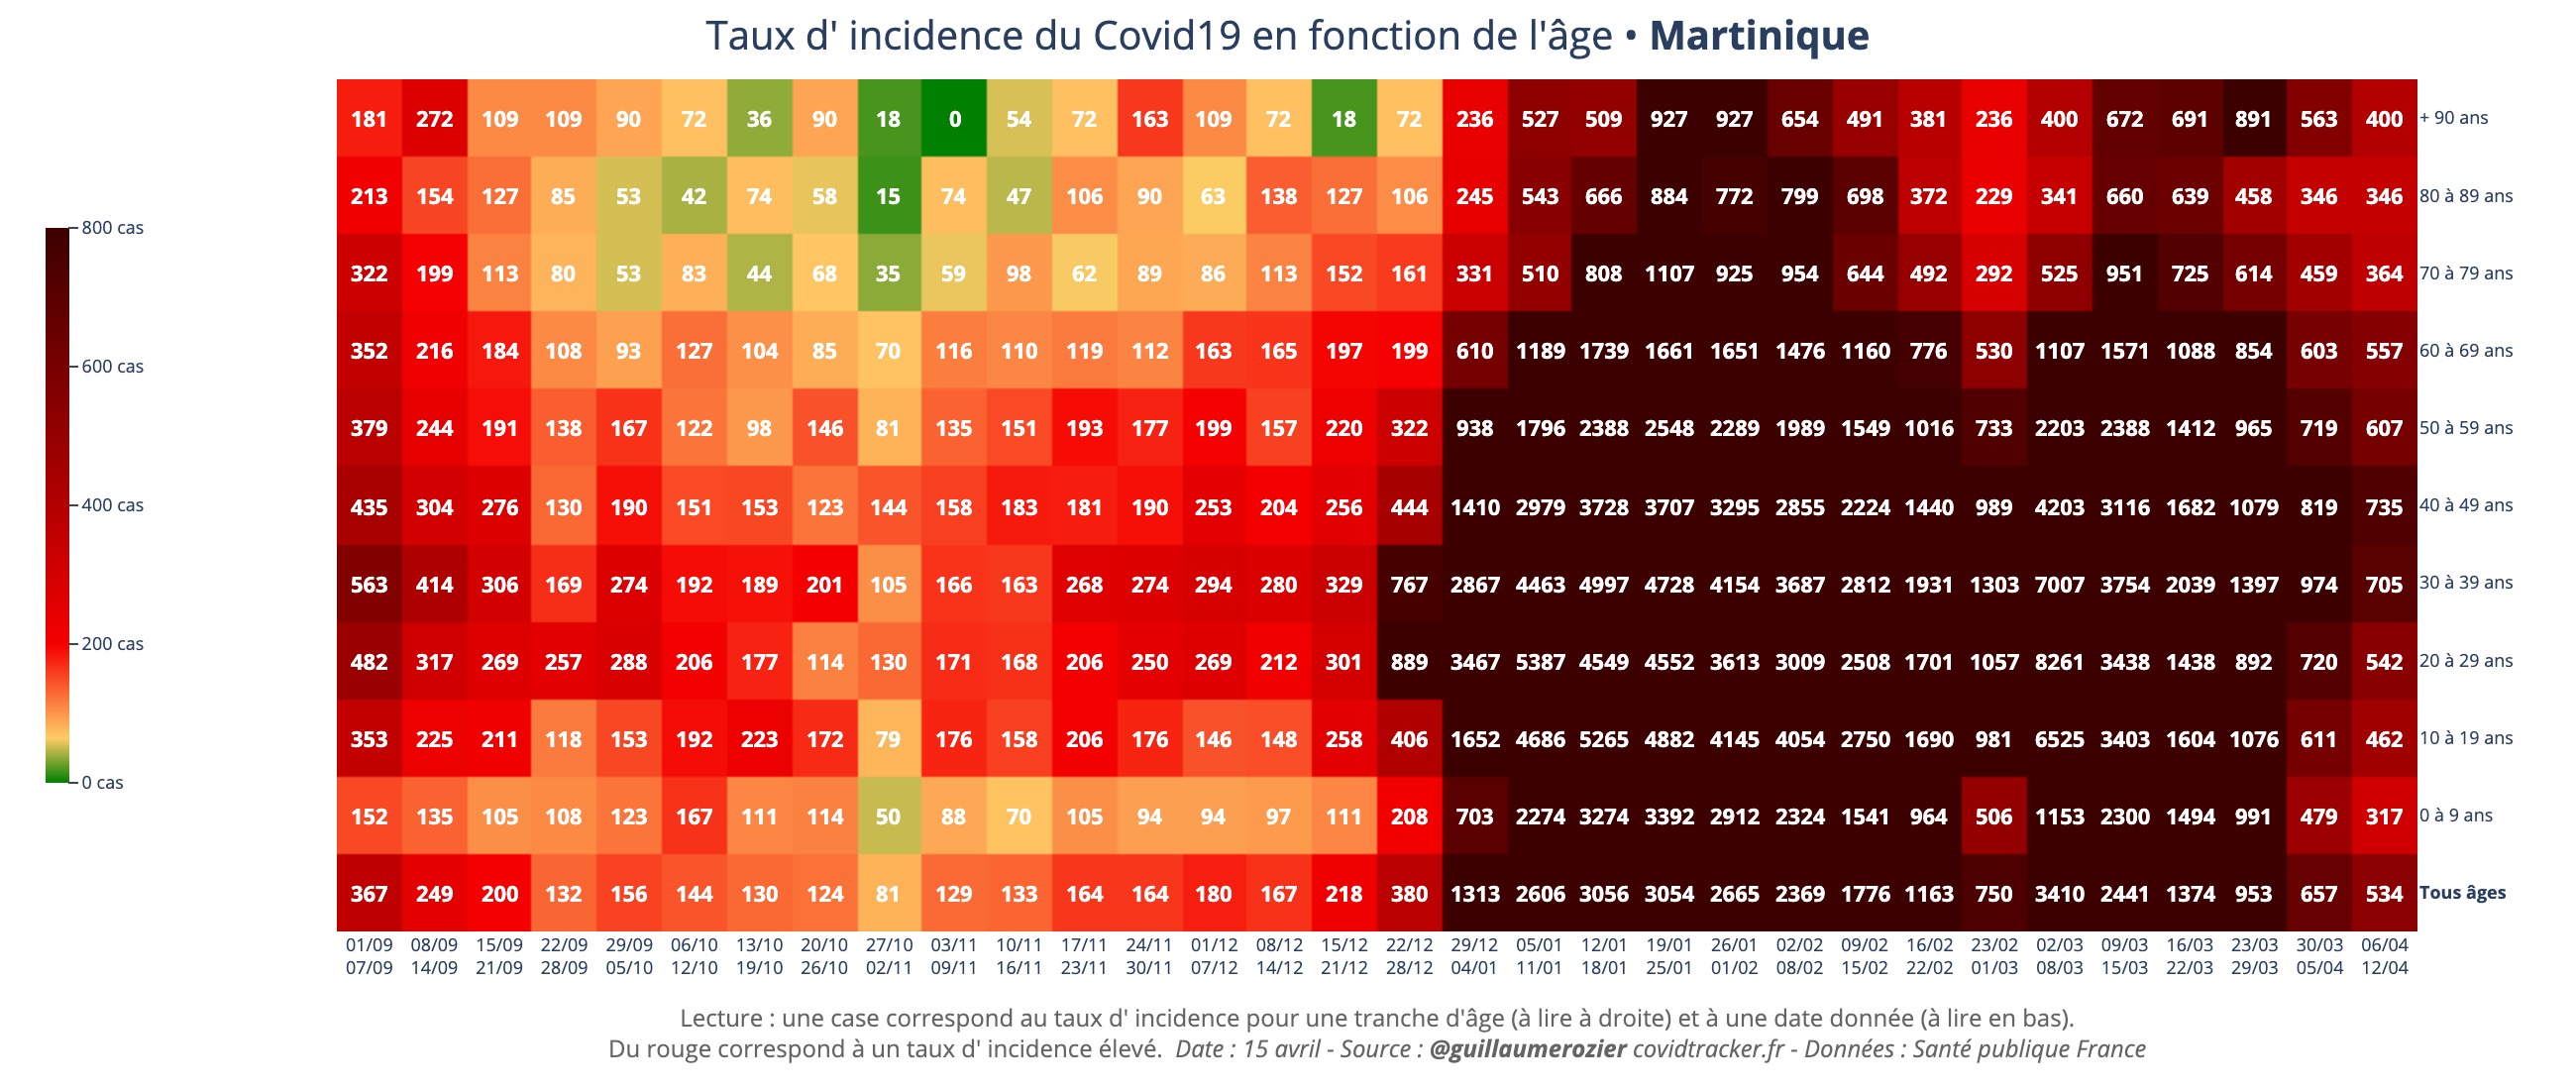 Taux d' incidence du Covid19 en fonction de l'âge • Martinique
800 cas
600 cas
400 cas
200 cas
0 cas
181 272 109 109 90 72 36 90 18 0 54 72 163 109 72 18 72 236 527 509 927 927 654 491 381 236 400 672 691 891 563 400 + 90 ans
213 154 127 85 53 42 74 58 15 74 47 106 90 63 138 127 106 245 543 666 884 772 799 698 372 229 341 660 639 458 346 346 80 à 89 ans
322 199 113 80 53 83 44 68 35 59 98 62 89 86 113 152 161 331 510 808 1107 925 954 644 492 292 525 951 725 614 459 364 70 à 79 ans
352 216 184 108 93 127 104 85 70 116 110 119 112 163 165 197 199 610 1189 1739 1661 1651 1476 1160 776 530 1107 1571 1088 854 603 557 60 à 69 ans
379 244 191 138 167 122 98 146 81 135 151 193 177 199 157 220 322 938 1796 2388 2548 2289 1989 1549 1016 733 2203 2388 1412 965 719 607 50 à 59 ans
435 304 276 130 190 151 153 123 144 158 183 181 190 253 204 256 444 1410 2979 3728 3707 3295 2855 2224 1440 989 4203 3116 1682 1079 819 735 40 à 49 ans
563 414 306 169 274 192 189 201 105 166 163 268 274 294 280 329 767 2867 4463 4997 4728 4154 3687 2812 1931 1303 7007 3754 2039 1397 974 705 30 à 39 ans
482 317 269 257 288 206 177 114 130 171 168 206 250 269 212 301 889 3467 5387 4549 4552 3613 3009 2508 1701 1057 8261 3438 1438 892 720 542 20 à 29 ans
353 225 211 118 153 192 223 172 79 176 158 206 176 146 148 258 406 1652 4686 5265 4882 4145 4054 2750 1690 981 6525 3403 1604 1076 611 462 10 à 19 ans
152 135 105 108 123 167 111 114 50 88 70 105 94 94 97 111 208 703 2274 3274 3392 2912 2324 1541 964 506 1153 2300 1494 991 479 317 0 à 9 ans
367 249 200 132 156 144 130 124 81 129 133 164 164 180 167 218 380 1313 2606 3056 3054 2665 2369 1776 1163 750 3410 2441 1374 953 657 534 Tous âges
01/09 08/09 15/09 22/09 29/09 06/10 13/10 20/10 27/10 03/11 10/11 17/11 24/11 01/12 08/12 15/12 22/12 29/12 05/01 12/01 19/01 26/01 02/02 09/02 16/02 23/02 02/03 09/03 16/03 23/03 30/03 06/04
07/09 14/09 21/09 28/09 05/10 12/10 19/10 26/10 02/11 09/11 16/11 23/11 30/11 07/12 14/12 21/12 28/12 04/01 11/01 18/01 25/01 01/02 08/02 15/02 22/02 01/03 08/03 15/03 22/03 29/03 05/04 12/04
Lecture : une case correspond au taux d' incidence pour une tranche d'âge (à lire à droite) et à une date donnée (à lire en bas).
Du rouge correspond à un taux d' incidence élevé. Date : 15 avril - Source : @guillaumerozier covidtracker.fr - Données : Santé publique France